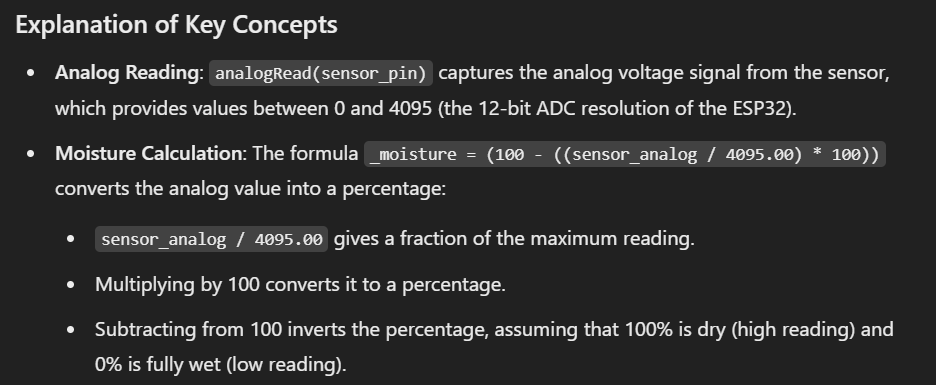 Explanation of Key Concepts
• Analog Reading: analogRead(sensor_pin) captures the analog voltage signal from the sensor,
which provides values between 0 and 4095 (the 12-bit ADC resolution of the ESP32).
• Moisture Calculation: The formula _moisture = (100 - ((sensor_analog / 4095.00) * 100))
converts the analog value into a percentage:
• sensor_analog / 4095.00 gives a fraction of the maximum reading.
• Multiplying by 100 converts it to a percentage.
• Subtracting from 100 inverts the percentage, assuming that 100% is dry (high reading) and
0% is fully wet (low reading).